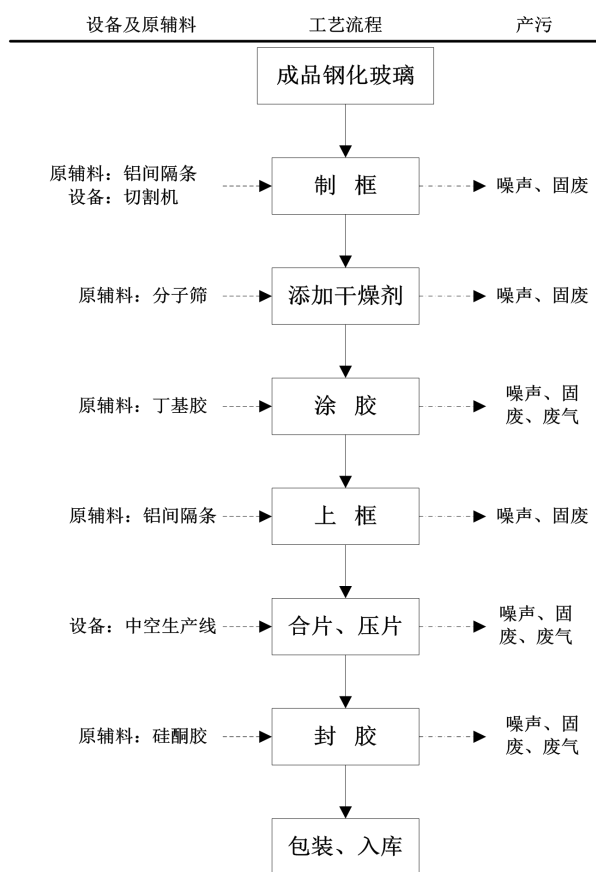 设备及原辅料 工艺流程 产污
成品钢化玻璃
原辅料：铝间隔条
设备：切割机
制 框
噪声、固废
原辅料：分子筛
添加干燥剂
噪声、固废
原辅料：丁基胶
涂 胶
噪声、固
废、废气
原辅料：铝间隔条
上 框
噪声、固废
设备：中空生产线
合片、压片
噪声、固
废、废气
原辅料：硅酮胶
封 胶
噪声、固
废、废气
包装、入库